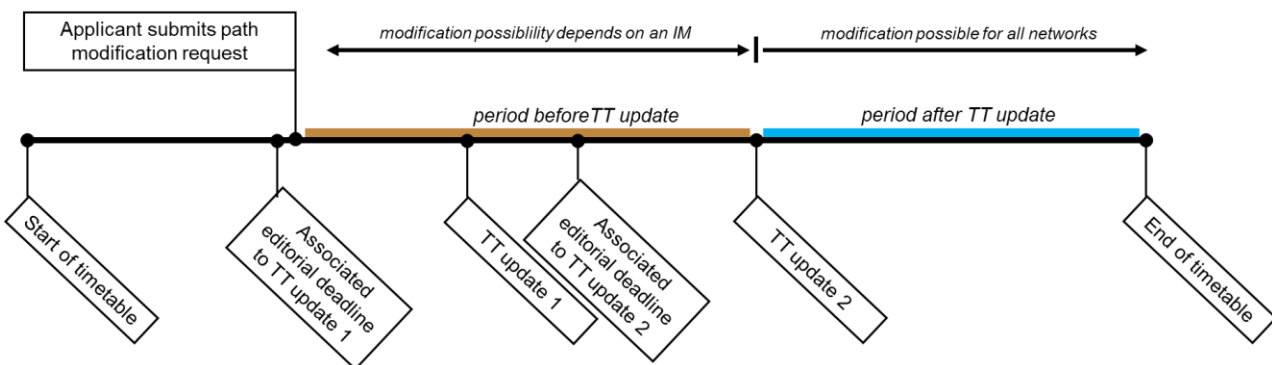 Applicant submits path
modification request
modification possiblility depends on an IM
modification possible for all networks
period beforeTT update
period after TT update
Start of timetable
Associated
editorial deadline
to TT update 1
TT update 1
Associated
editorial deadline
to TT update 2
TT update 2
End of timetable